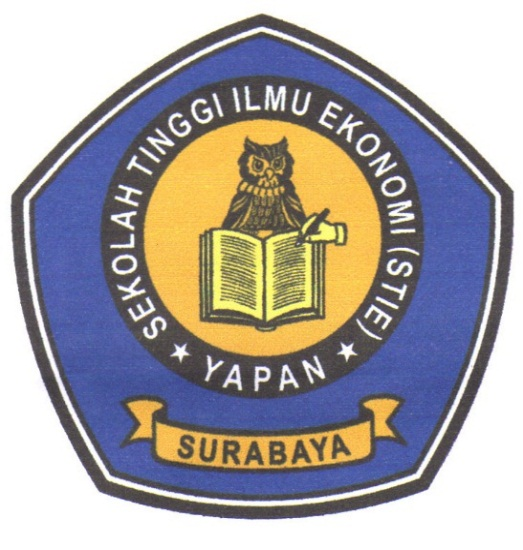 SEKOLAH TINGGI ILMU EKONOMI (STIE)
YAPAN
SURABAYA